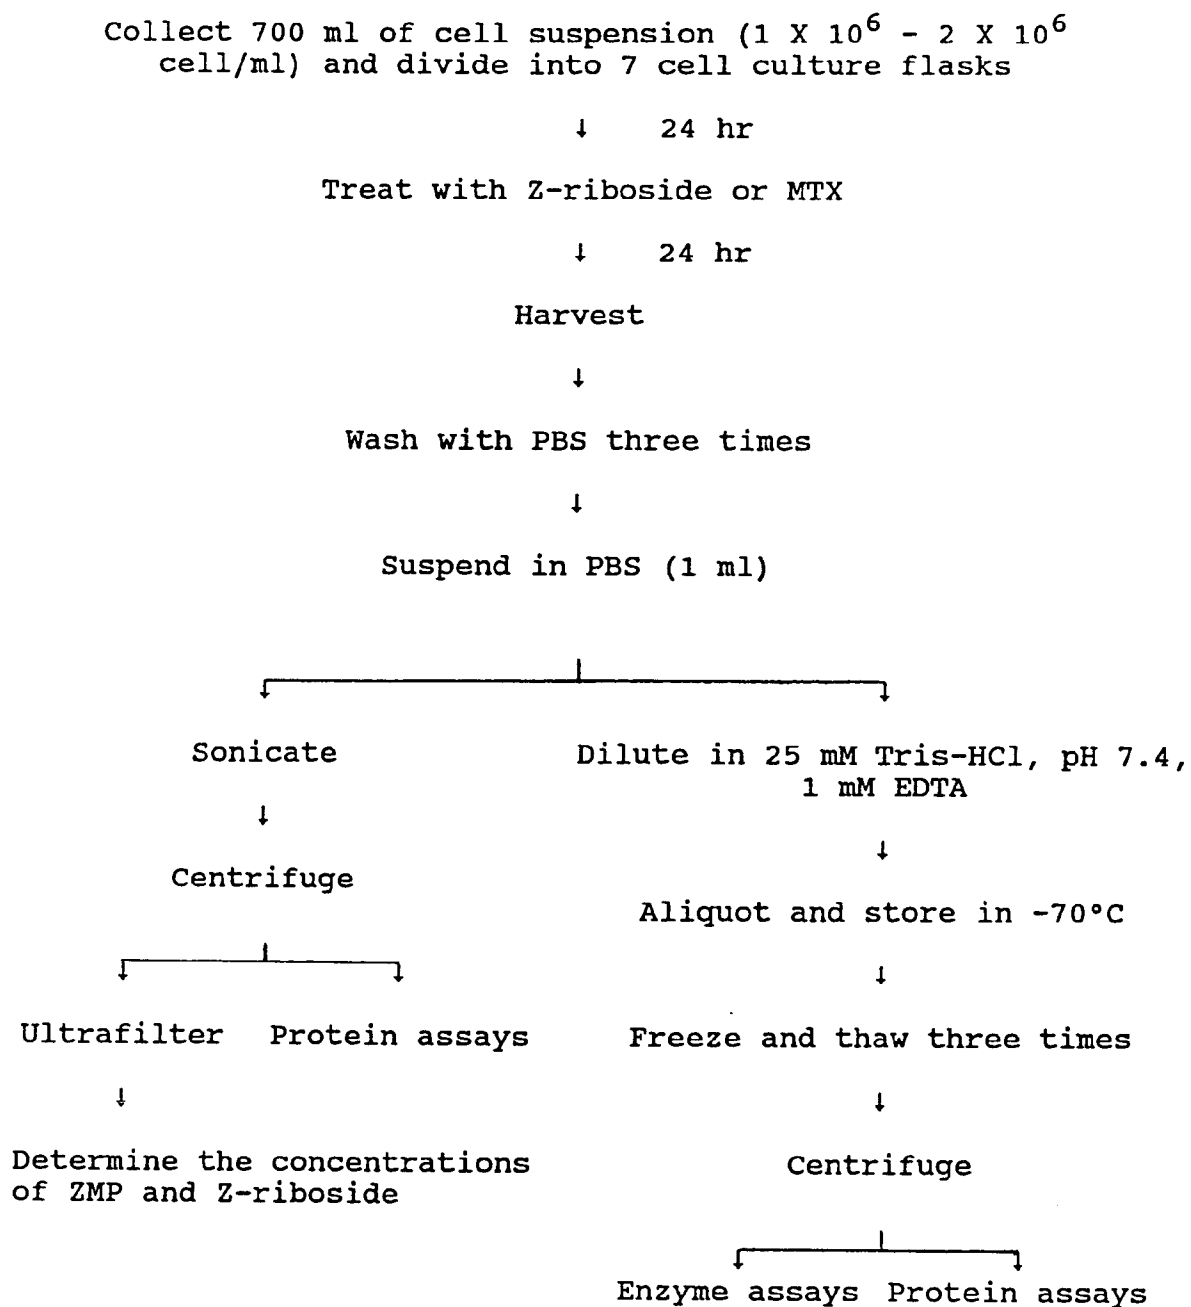 Collect 700 ml of cell suspension (1 X 10⁶ - 2 X 10⁶
cell/ml) and divide into 7 cell culture flasks
↓ 24 hr
Treat with Z-riboside or MTX
↓ 24 hr
Harvest
↓
Wash with PBS three times
↓
Suspend in PBS (1 ml)
Sonicate
↓
Centrifuge
Ultrafilter Protein assays
↓
Determine the concentrations
of ZMP and Z-riboside
Dilute in 25 mM Tris-HCl, pH 7.4,
1 mM EDTA
↓
Aliquot and store in -70°C
↓
Freeze and thaw three times
↓
Centrifuge
Enzyme assays Protein assays